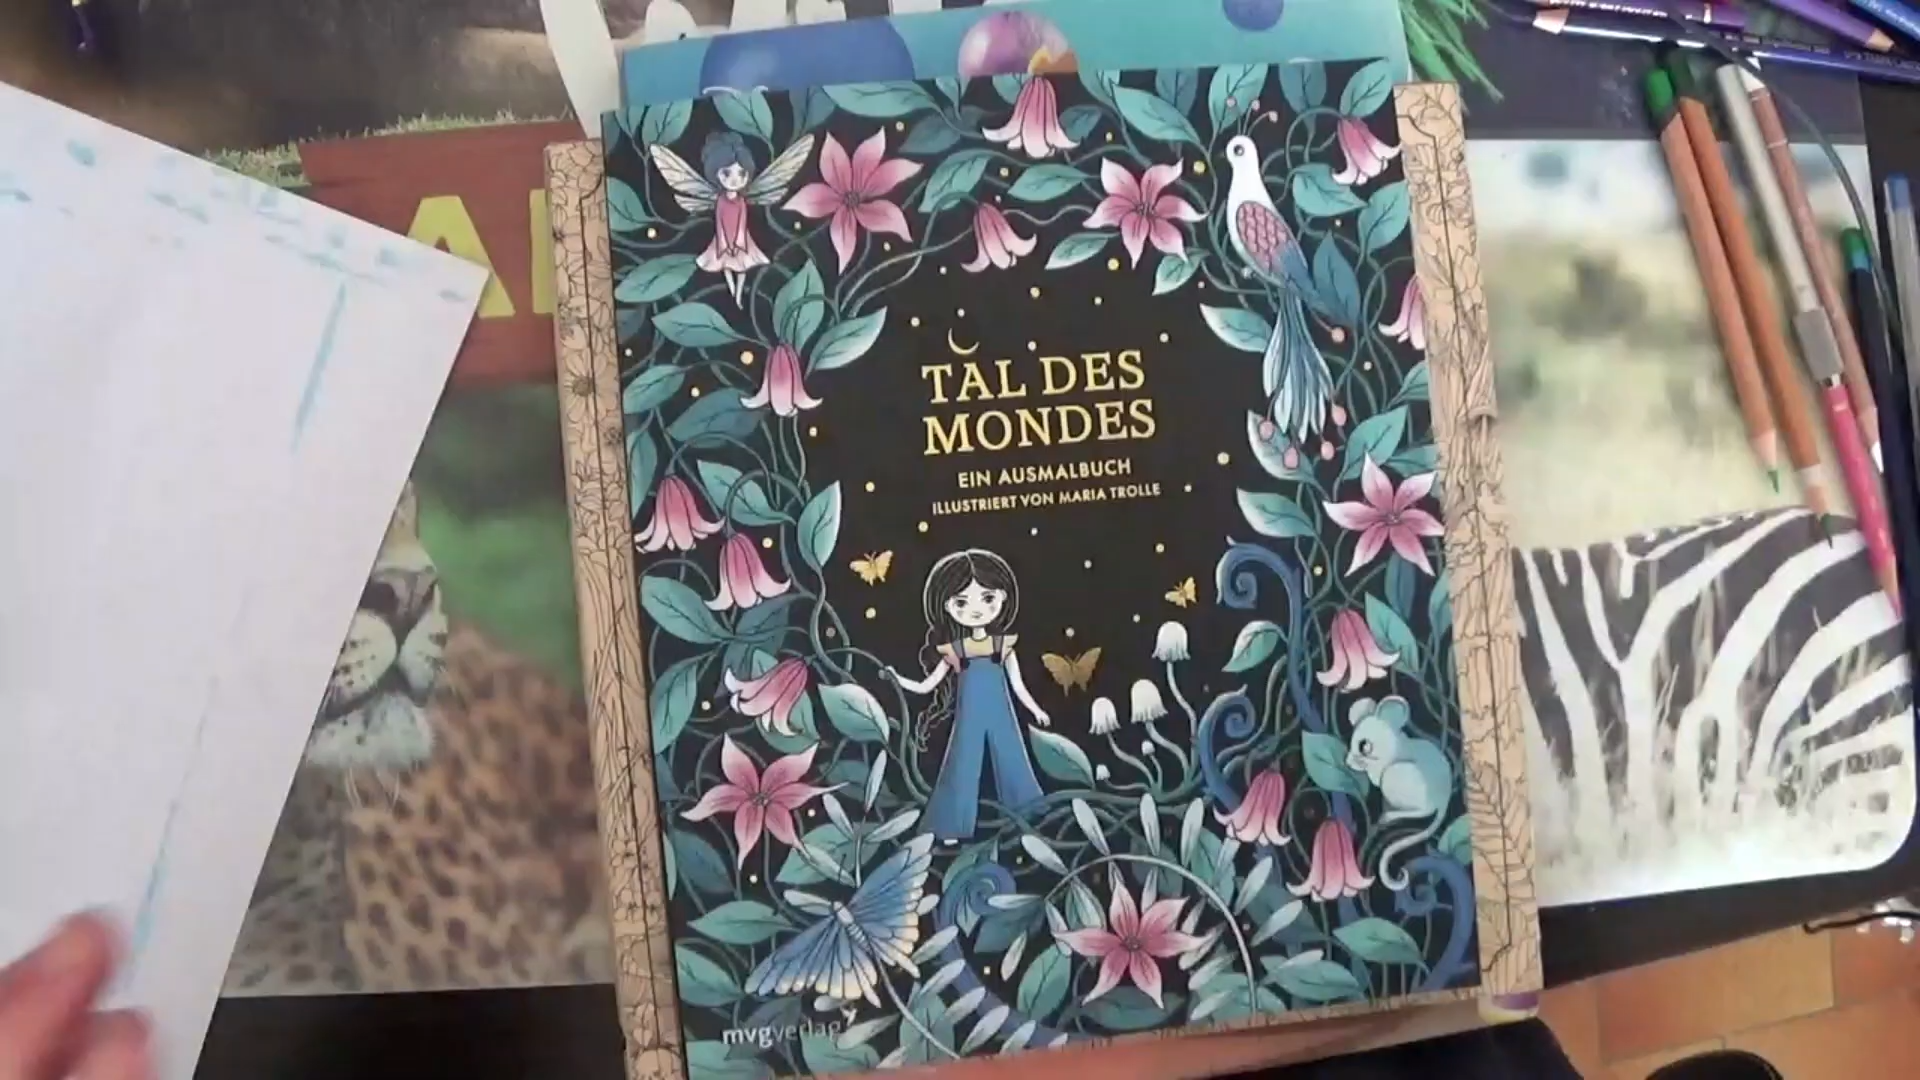 TAL DES
MONDES
EIN AUSMALBUCH
ILLUSTRIERT VON MARIA TROLLE
mvgverlag